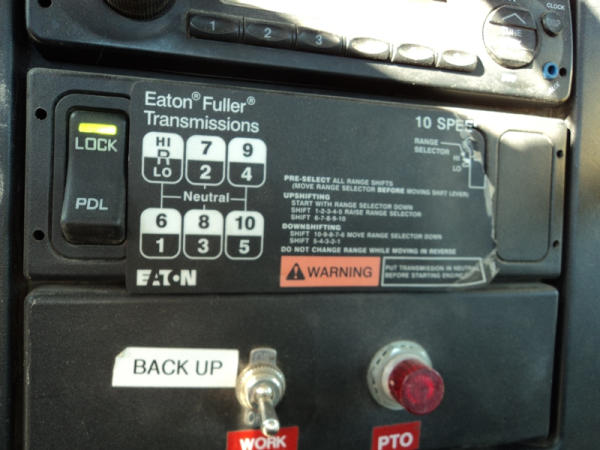 CLOCK
1 2 3
TUNE
LOCK
PDL
Eaton® Fuller®
Transmissions
HI R LO
7 2
9 4
Neutral
6 1
8 3
10 5
EATON
10 SPEE
RANGE
SELECTOR
HI
LO
PRE-SELECT ALL RANGE SHIFTS
(MOVE RANGE SELECTOR BEFORE MOVING SHIFT LEVER)
UPSHIFTING
START WITH RANGE SELECTOR DOWN
SHIFT 1-2-3-4-5 RAISE RANGE SELECTOR
SHIFT 6-7-8-9-10
DOWNSHIFTING
SHIFT 10-9-8-7-6 MOVE RANGE SELECTOR DOWN
SHIFT 5-4-3-2-1
DO NOT CHANGE RANGE WHILE MOVING IN REVERSE
WARNING
PUT TRANSMISSION IN NEUTR
BEFORE STARTING ENGINE
BACK UP
WORK
PTO